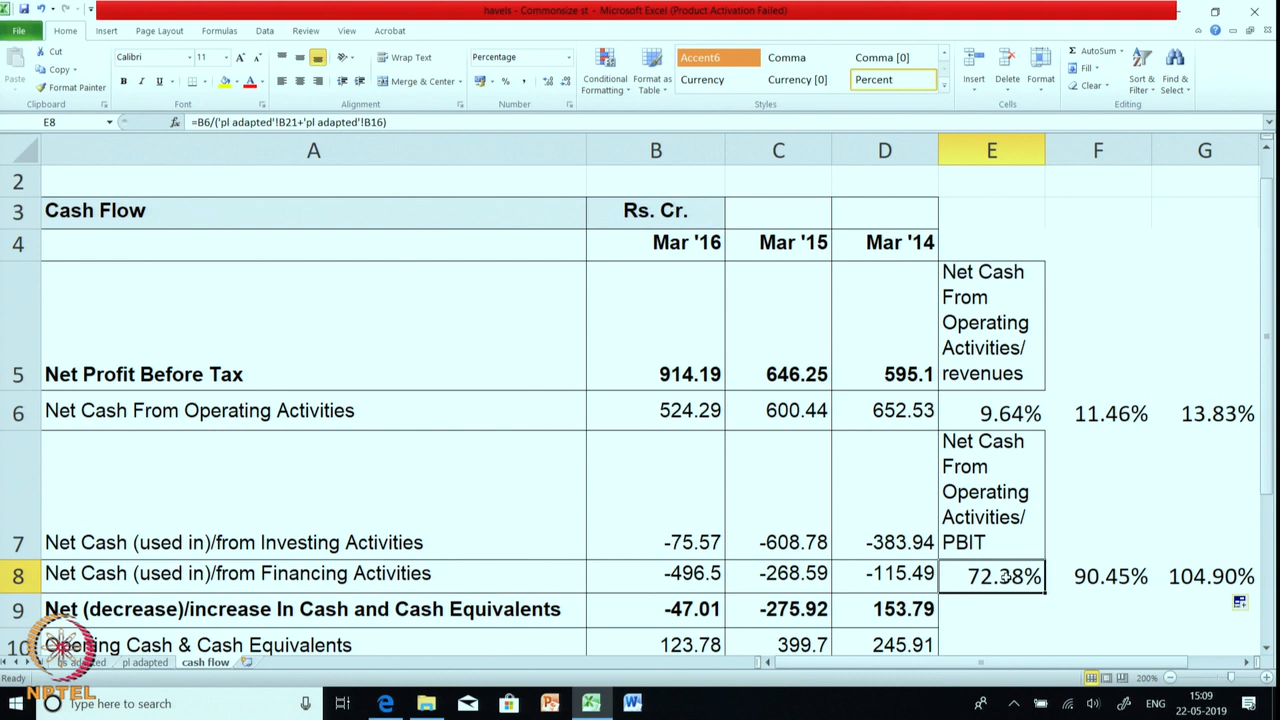 havells - Commonsize st - Microsoft Excel (Product Activation Failed)
File Home Insert Page Layout Formulas Data Review View Acrobat
Paste
Cut
Copy
Format Painter
Clipboard
Calibri 11
B I U
Font
Wrap Text
Merge & Center
Alignment
Percentage
Number
Conditional Formatting
Format as Table
Accent6 Comma Comma [0]
Currency Currency [0] Percent
Styles
Insert Delete Format
Cells
AutoSum
Fill
Clear
Sort & Filter
Find & Select
Editing
E8 fx =B6/('pl adapted'!B21+'pl adapted'!B16)
A B C D E F G
2
3 Cash Flow Rs. Cr.
4 Mar '16 Mar '15 Mar '14
Net Cash
From
Operating
Activities/
5 Net Profit Before Tax 914.19 646.25 595.1 revenues
6 Net Cash From Operating Activities 524.29 600.44 652.53 9.64% 11.46% 13.83%
Net Cash
From
Operating
Activities/
7 Net Cash (used in)/from Investing Activities -75.57 -608.78 -383.94 PBIT
8 Net Cash (used in)/from Financing Activities -496.5 -268.59 -115.49 72.38% 90.45% 104.90%
9 Net (decrease)/increase In Cash and Cash Equivalents -47.01 -275.92 153.79
10 Opening Cash & Cash Equivalents 123.78 399.7 245.91
adapted pl adapted cash flow
Ready 200%
NPTEL
Type here to search
ENG
15:09
22-05-2019